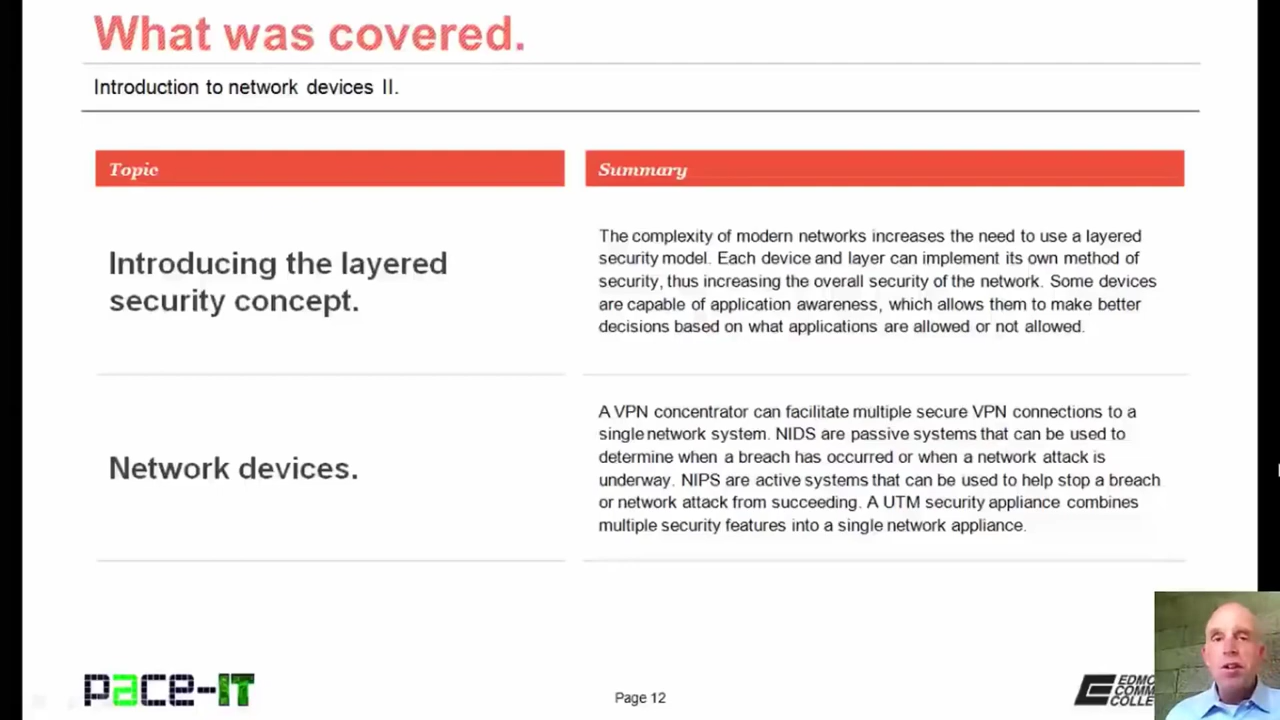 What was covered.
Introduction to network devices II.
Topic
Summary
Introducing the layered
security concept.
The complexity of modern networks increases the need to use a layered
security model. Each device and layer can implement its own method of
security, thus increasing the overall security of the network. Some devices
are capable of application awareness, which allows them to make better
decisions based on what applications are allowed or not allowed.
Network devices.
A VPN concentrator can facilitate multiple secure VPN connections to a
single network system. NIDS are passive systems that can be used to
determine when a breach has occurred or when a network attack is
underway. NIPS are active systems that can be used to help stop a breach
or network attack from succeeding. A UTM security appliance combines
multiple security features into a single network appliance.
pace-IT
Page 12
EDMO
COMM
COLLE